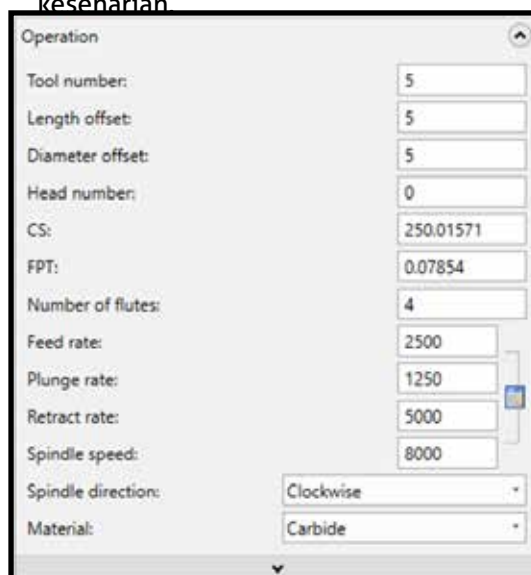 keseharian.
Operation
Tool number: 5
Length offset: 5
Diameter offset: 5
Head number: 0
CS: 250.01571
FPT: 0.07854
Number of flutes: 4
Feed rate: 2500
Plunge rate: 1250
Retract rate: 5000
Spindle speed: 8000
Spindle direction: Clockwise
Material: Carbide